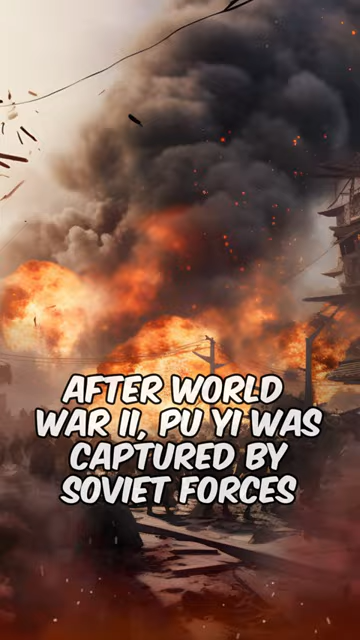 AFTER WORLD
WAR II, PU YI WAS
CAPTURED BY
SOVIET FORCES